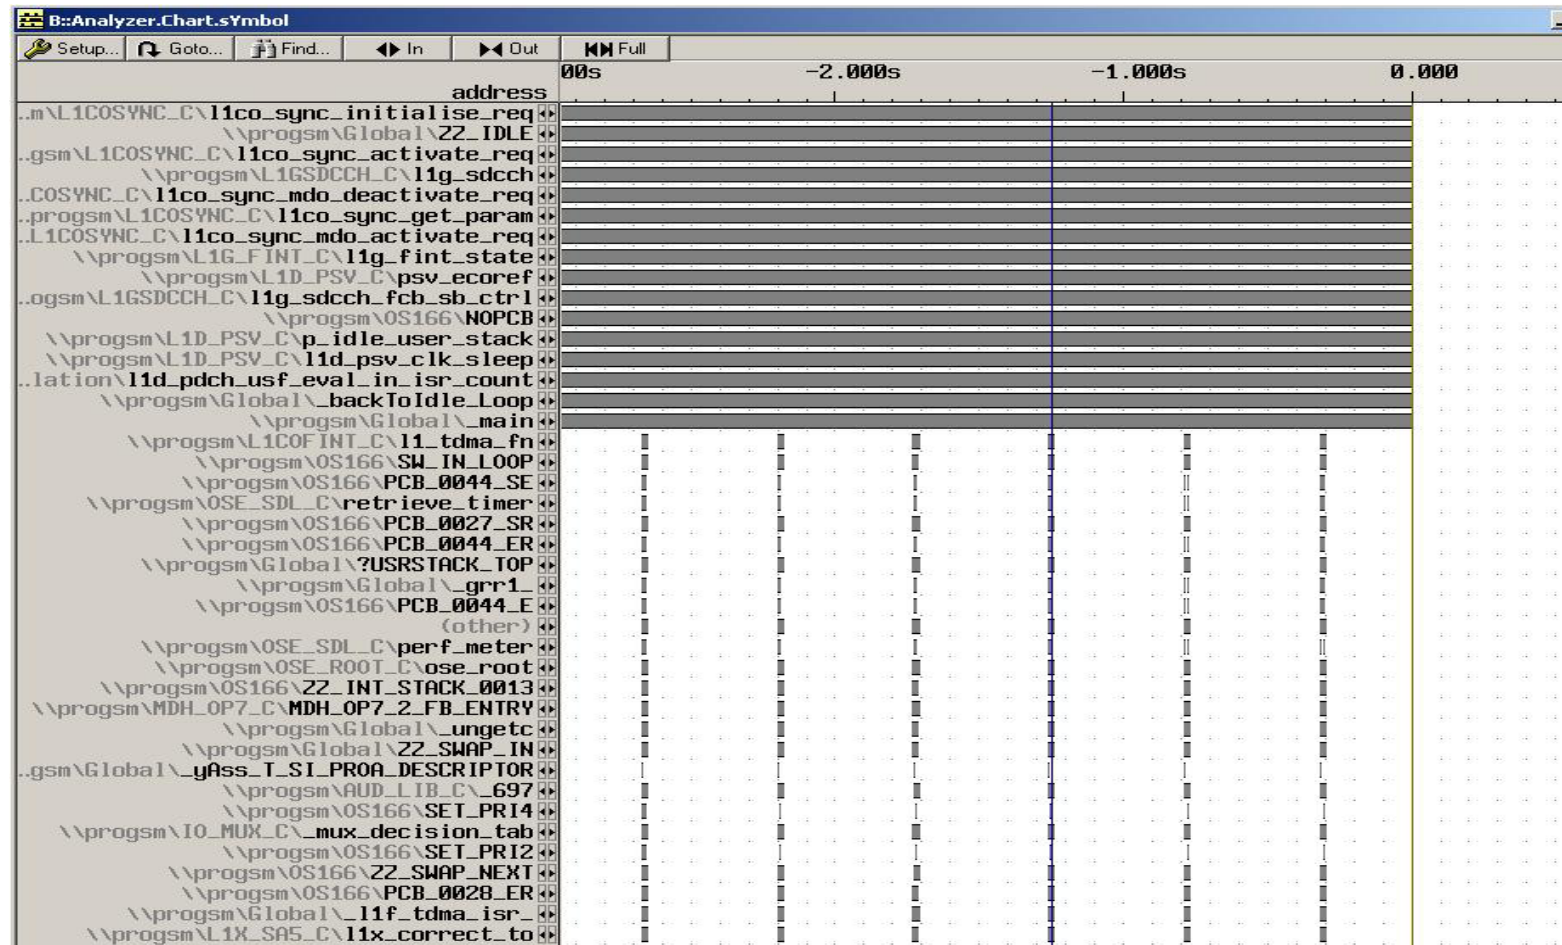 B::Analyzer.Chart.sYmbol
Setup... Goto... Find... In Out Full
00s -2.000s -1.000s 0.000
address
..m\L1COSYNC_C\l1co_sync_initialise_req
\\progsm\Global\ZZ_IDLE
..gsm\L1COSYNC_C\l1co_sync_activate_req
\\progsm\L1GSDCCH_C\l1g_sdcch
.COSYNC_C\l1co_sync_mdo_deactivate_req
.progsm\L1COSYNC_C\l1co_sync_get_param
..L1COSYNC_C\l1co_sync_mdo_activate_req
\\progsm\L1G_FINT_C\l1g_fint_state
\\progsm\L1D_PSV_C\psv_ecoref
..ogsm\L1GSDCCH_C\l1g_sdcch_fcb_sb_ctrl
\\progsm\OS166\NOPCB
\\progsm\L1D_PSV_C\p_idle_user_stack
\\progsm\L1D_PSV_C\l1d_psv_clk_sleep
..lation\l1d_pdch_usf_eval_in_isr_count
\\progsm\Global\_backToIdle_Loop
\\progsm\Global\_main
\\progsm\L1COFINT_C\l1_tdma_fn
\\progsm\OS166\SW_IN_LOOP
\\progsm\OS166\PCB_0044_SE
\\progsm\OSE_SDL_C\retrieve_timer
\\progsm\OS166\PCB_0027_SR
\\progsm\OS166\PCB_0044_ER
\\progsm\Global\?USRSTACK_TOP
\\progsm\Global\_grr1_
\\progsm\OS166\PCB_0044_E
(other)
\\progsm\OSE_SDL_C\perf_meter
\\progsm\OSE_ROOT_C\ose_root
\\progsm\OS166\ZZ_INT_STACK_0013
\\progsm\MDH_OP7_C\MDH_OP7_2_FB_ENTRY
\\progsm\Global\_ungetc
\\progsm\Global\ZZ_SWAP_IN
..gsm\Global\_yAss_T_SI_PROA_DESCRIPTOR
\\progsm\AUD_LIB_C\_697
\\progsm\OS166\SET_PRI4
\\progsm\IO_MUX_C\_mux_decision_tab
\\progsm\OS166\SET_PRI2
\\progsm\OS166\ZZ_SWAP_NEXT
\\progsm\OS166\PCB_0028_ER
\\progsm\Global\_l1f_tdma_isr_
\\progsm\L1X_SA5_C\l1x_correct_to